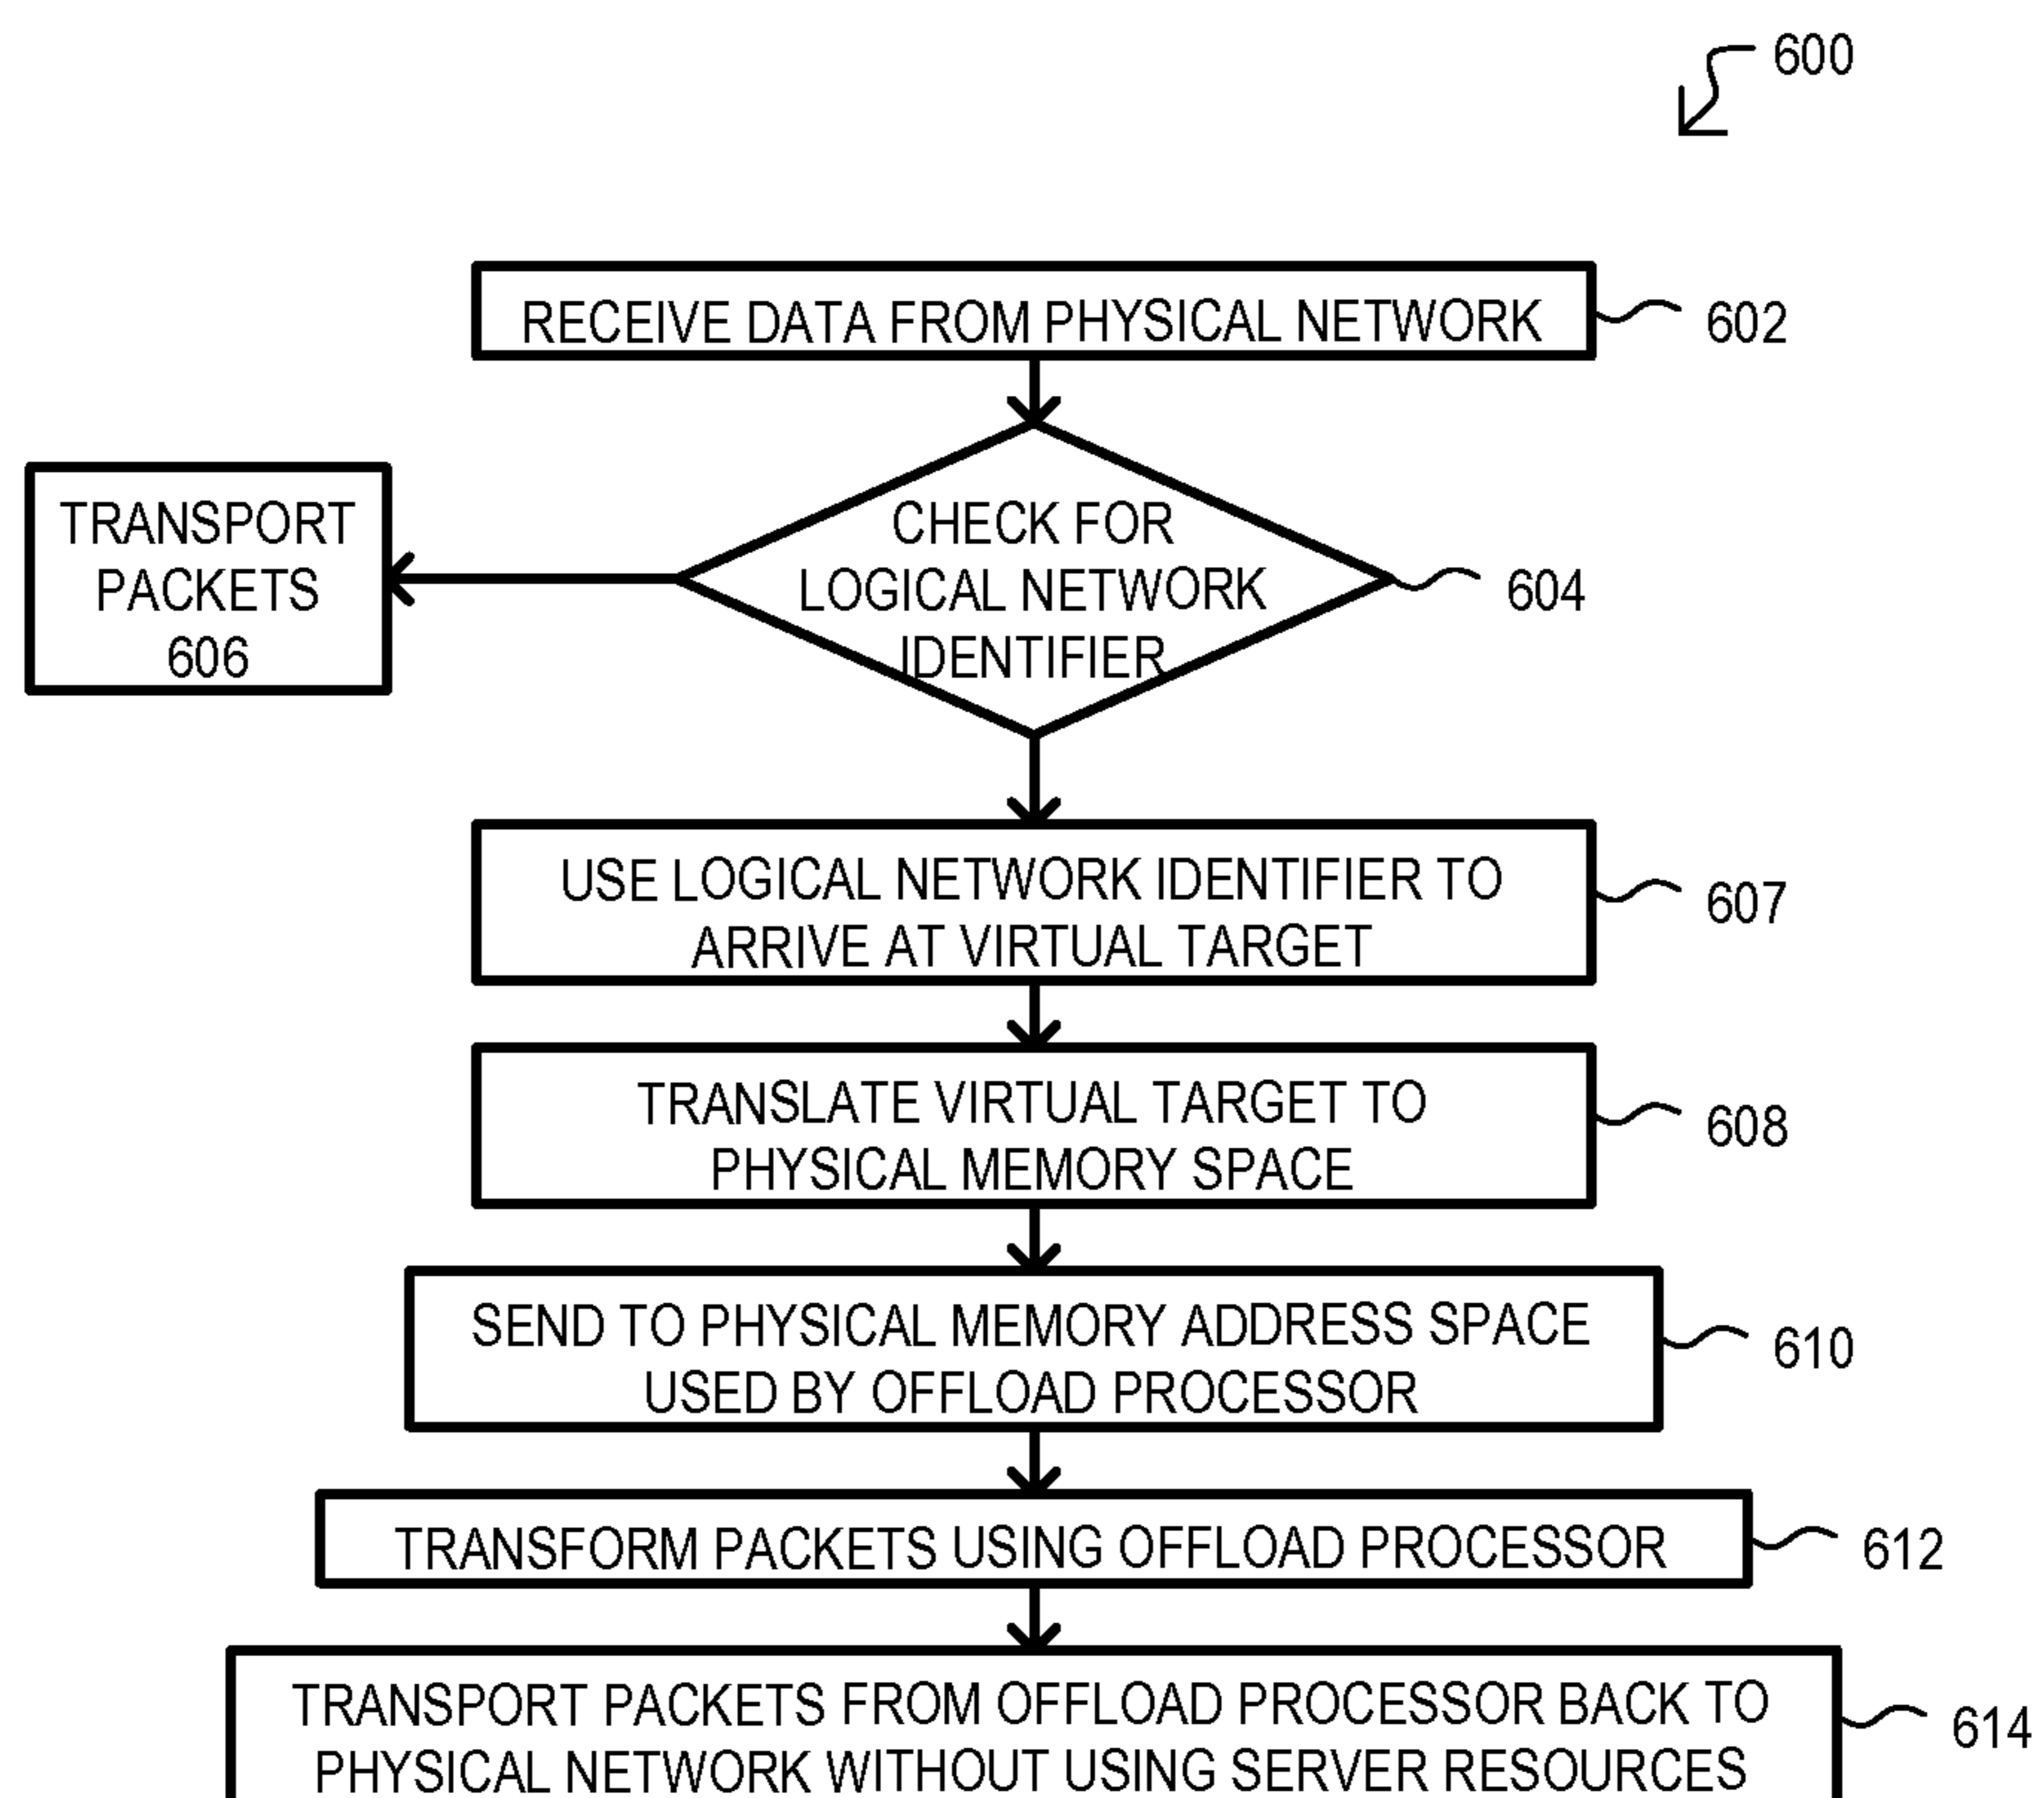 600
RECEIVE DATA FROM PHYSICAL NETWORK
602
TRANSPORT
PACKETS
606
CHECK FOR
LOGICAL NETWORK
IDENTIFIER
604
USE LOGICAL NETWORK IDENTIFIER TO
ARRIVE AT VIRTUAL TARGET
607
TRANSLATE VIRTUAL TARGET TO
PHYSICAL MEMORY SPACE
608
SEND TO PHYSICAL MEMORY ADDRESS SPACE
USED BY OFFLOAD PROCESSOR
610
TRANSFORM PACKETS USING OFFLOAD PROCESSOR
612
TRANSPORT PACKETS FROM OFFLOAD PROCESSOR BACK TO
PHYSICAL NETWORK WITHOUT USING SERVER RESOURCES
614